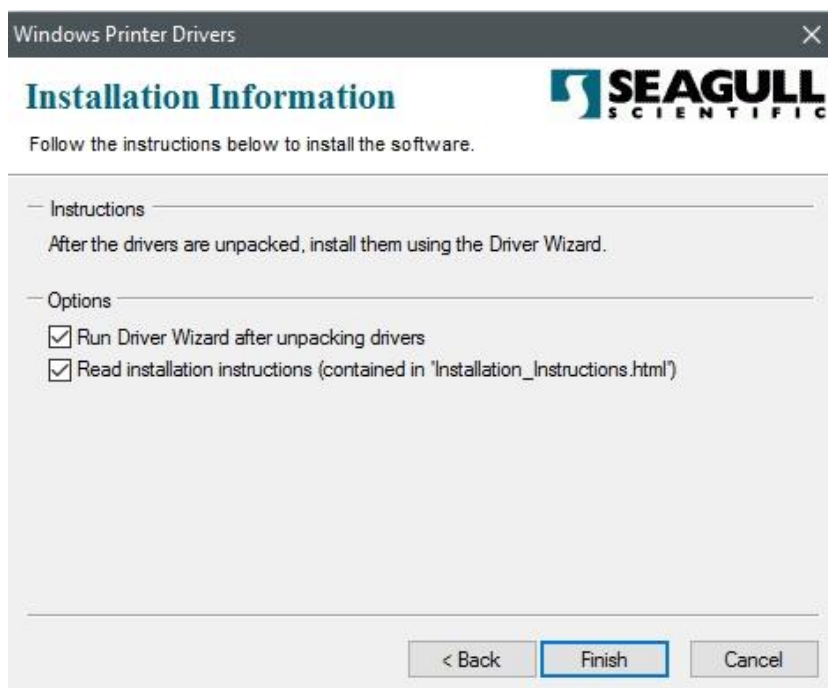 Windows Printer Drivers
Installation Information
SEAGULL
SCIENTIFIC
Follow the instructions below to install the software.
Instructions
After the drivers are unpacked, install them using the Driver Wizard.
Options
Run Driver Wizard after unpacking drivers
Read installation instructions (contained in 'Installation_Instructions.html')
< Back Finish Cancel